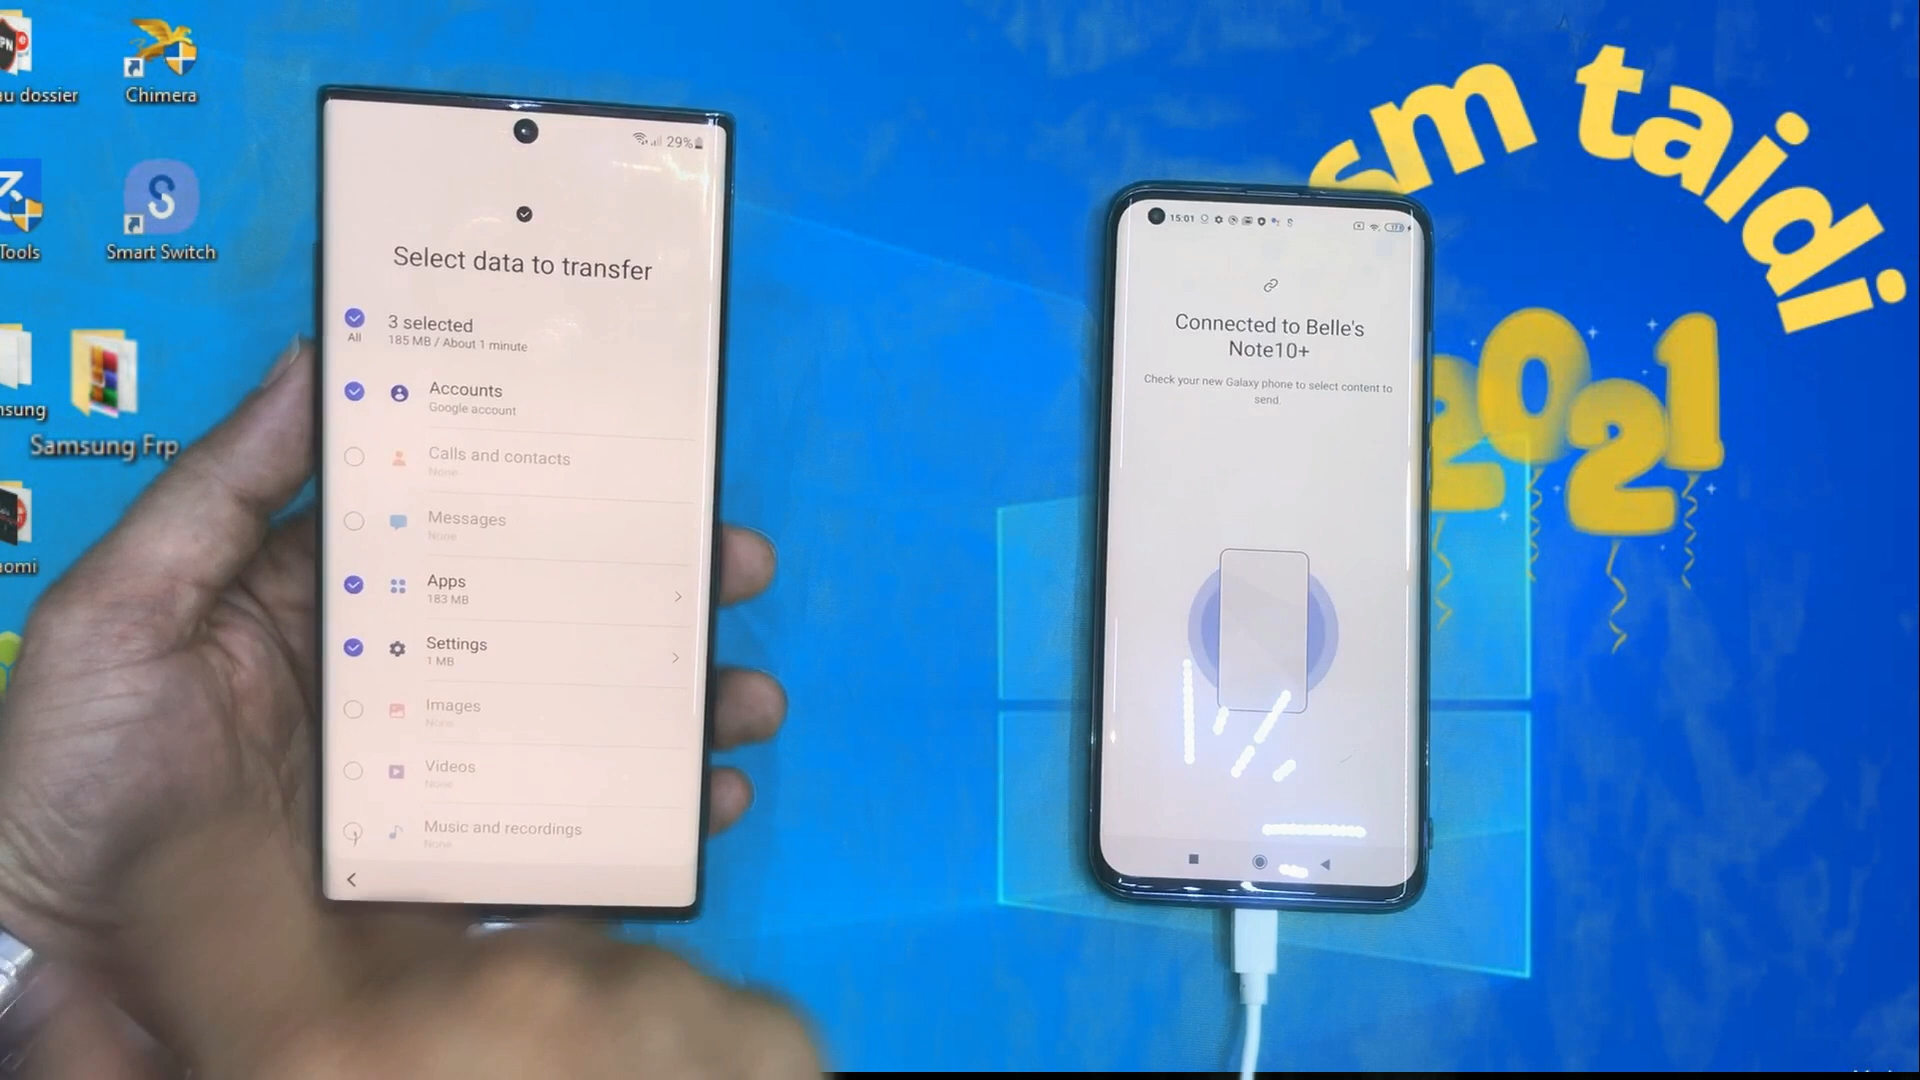 au dossier
Chimera
Tools
Smart Switch
nsung
Samsung Frp
aomi
29%
Select data to transfer
All
3 selected
185 MB / About 1 minute
Accounts
Google account
Calls and contacts
None
Messages
None
Apps
183 MB
Settings
1 MB
Images
None
Videos
None
Music and recordings
None
15:01
Connected to Belle's
Note10+
Check your new Galaxy phone to select content to
send.
sm taidi
2021